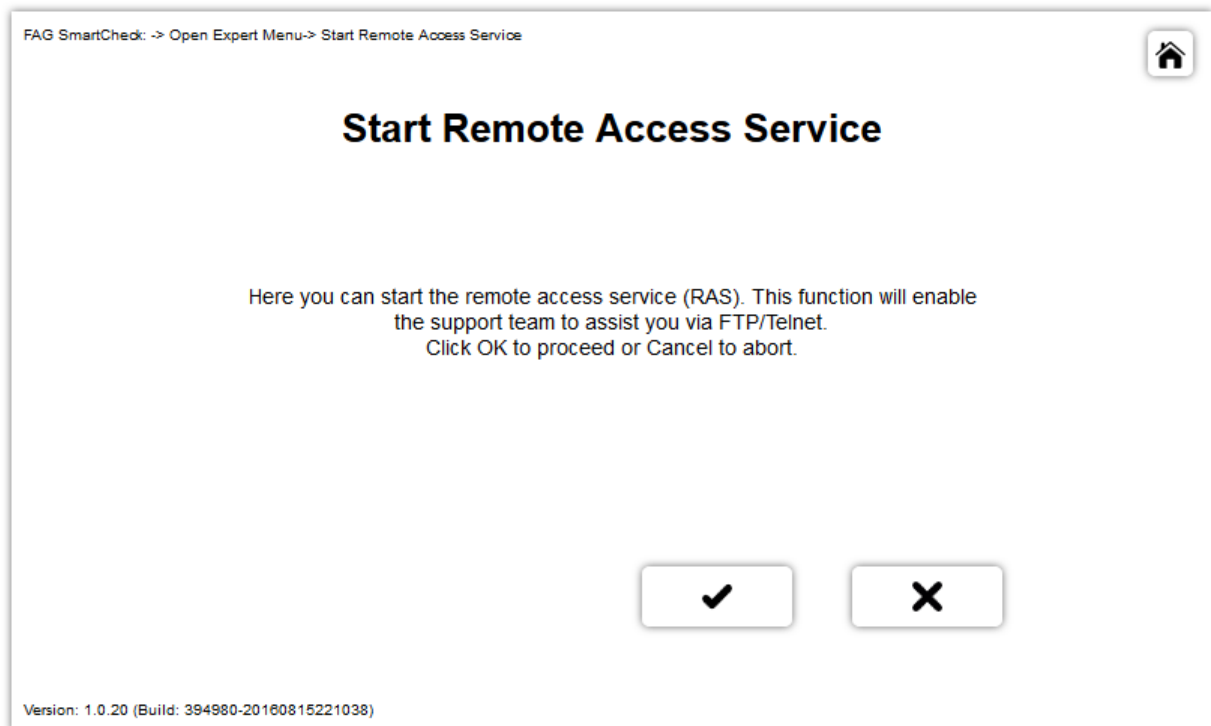 FAG SmartCheck: -> Open Expert Menu-> Start Remote Access Service
Start Remote Access Service
Here you can start the remote access service (RAS). This function will enable
the support team to assist you via FTP/Telnet.
Click OK to proceed or Cancel to abort.
Version: 1.0.20 (Build: 394980-20160815221038)